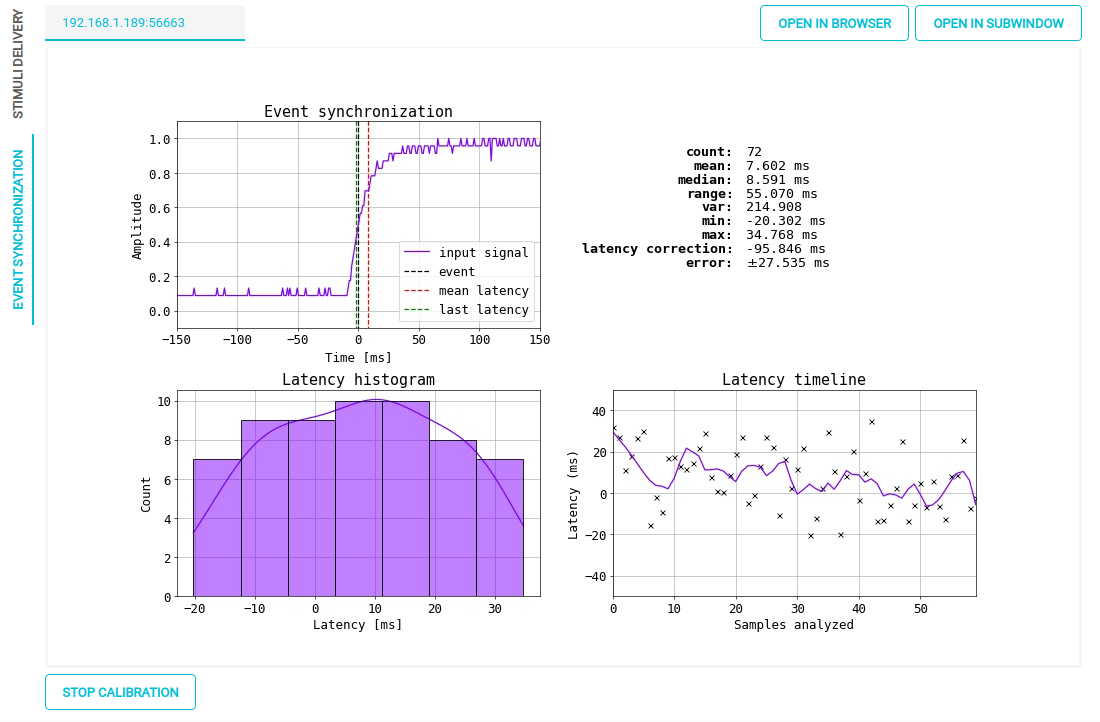 STIMULI DELIVERY
EVENT SYNCHRONIZATION
192.168.1.189:56663
OPEN IN BROWSER
OPEN IN SUBWINDOW
Event synchronization
Amplitude
1.0
0.8
0.6
0.4
0.2
0.0
input signal
event
mean latency
last latency
−150 −100 −50 0 50 100 150
Time [ms]
count: 72
mean: 7.602 ms
median: 8.591 ms
range: 55.070 ms
var: 214.908
min: -20.302 ms
max: 34.768 ms
latency correction: -95.846 ms
error: ±27.535 ms
Latency histogram
Count
10
8
6
4
2
0
−20 −10 0 10 20 30
Latency [ms]
Latency timeline
Latency (ms)
40
20
0
−20
−40
0 10 20 30 40 50
Samples analyzed
STOP CALIBRATION